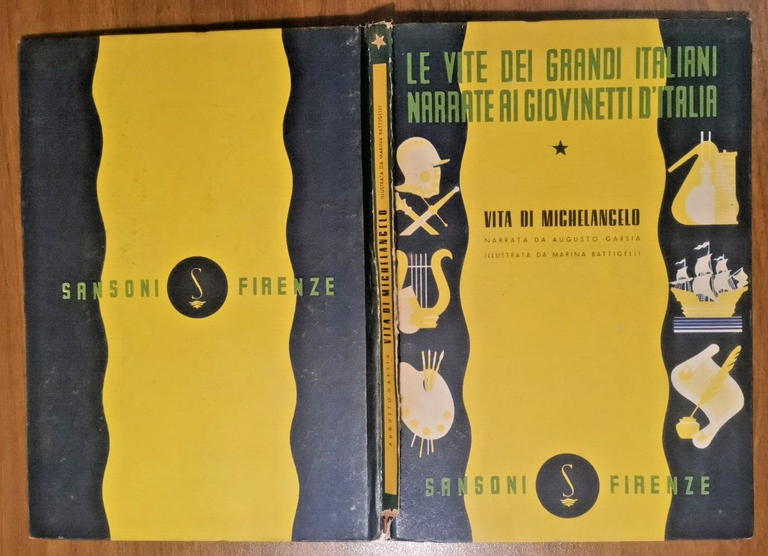 SANSONI S FIRENZE
AUGUSTO GARSIA VITA DI MICHELANGELO ILLUSTRATA DA MARINA BATTIGELLI
LE VITE DEI GRANDI ITALIANI
NARRATE AI GIOVINETTI D'ITALIA
VITA DI MICHELANGELO
NARRATA DA AUGUSTO GARSIA
ILLUSTRATA DA MARINA BATTIGELLI
SANSONI S FIRENZE